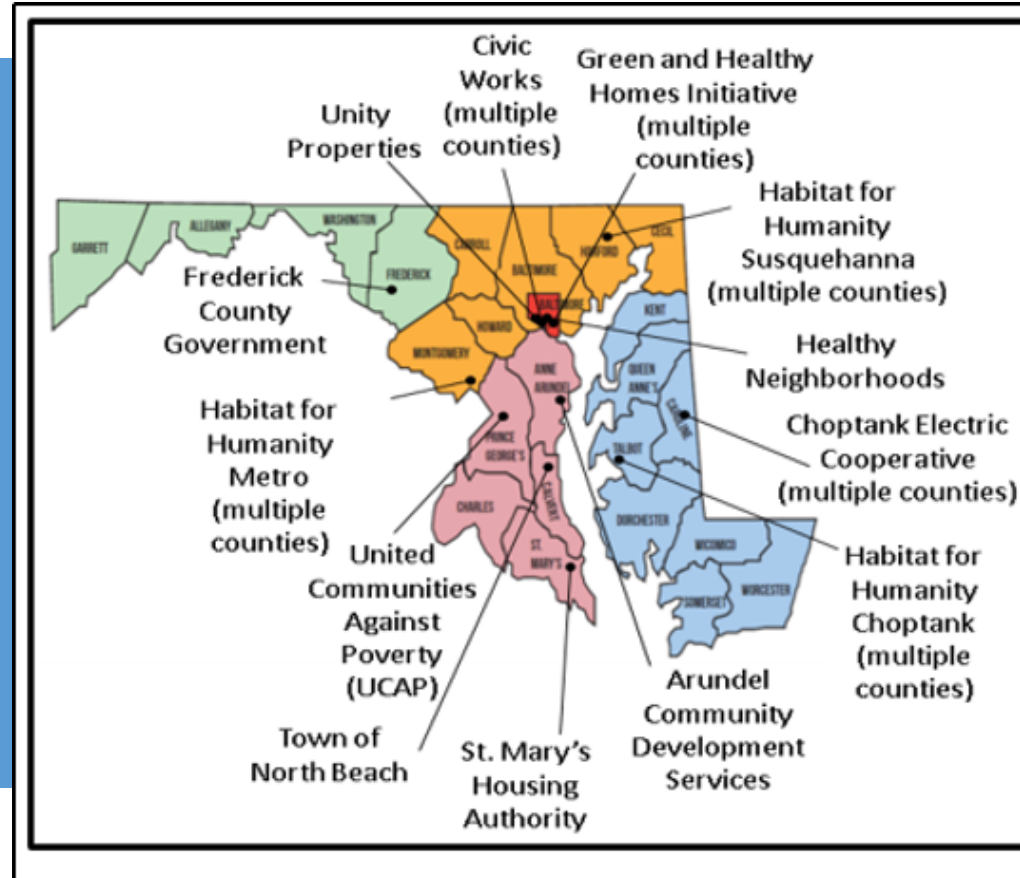 Civic
Works
(multiple
counties)
Green and Healthy
Homes Initiative
(multiple
counties)
Unity
Properties
Habitat for
Humanity
Susquehanna
(multiple counties)
Frederick
County
Government
Healthy
Neighborhoods
Habitat for
Humanity
Metro
(multiple
counties)
Choptank Electric
Cooperative
(multiple counties)
United
Communities
Against
Poverty
(UCAP)
Habitat for
Humanity
Choptank
(multiple
counties)
Arundel
Community
Development
Services
Town of
North Beach
St. Mary's
Housing
Authority
GARRETT
ALLEGANY
WASHINGTON
FREDERICK
CARROLL
BALTIMORE
HARFORD
CECIL
BALTIMORE
HOWARD
MONTGOMERY
KENT
ANNE
ARUNDEL
QUEEN
ANNE'S
CAROLINE
PRINCE
GEORGE'S
TALBOT
CHARLES
CALVERT
DORCHESTER
ST.
MARY'S
WICOMICO
SOMERSET
WORCESTER